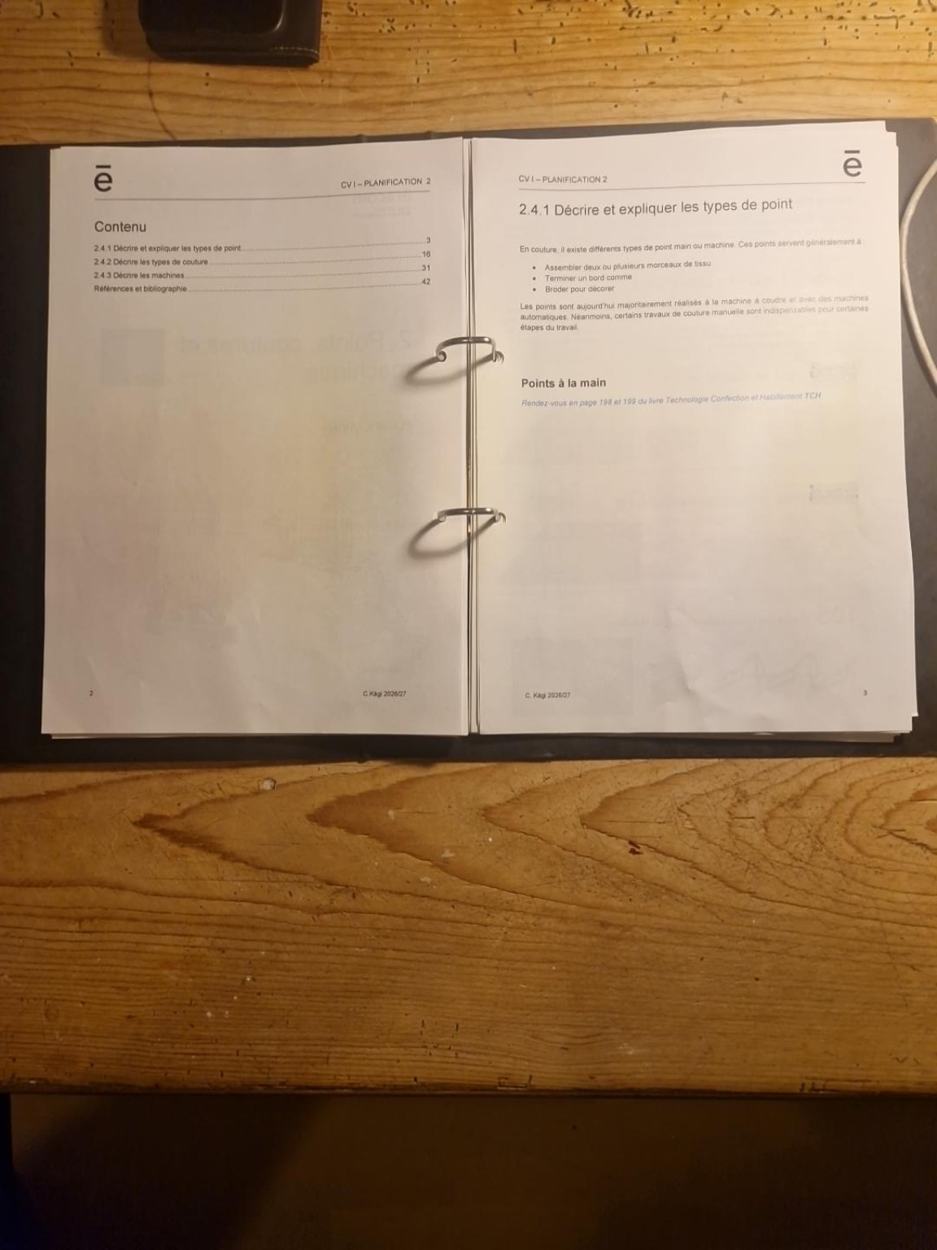 ē
CV I – PLANIFICATION 2
Contenu
2.4.1 Décrire et expliquer les types de point 3
2.4.2 Décrire les types de couture 16
2.4.3 Décrire les machines 31
Références et bibliographie 42
2
C.Kägi 2026/27
CV I – PLANIFICATION 2
ē
2.4.1 Décrire et expliquer les types de point
En couture, il existe différents types de point main ou machine. Ces points servent généralement à :
• Assembler deux ou plusieurs morceaux de tissu
• Terminer un bord comme
• Broder pour décorer
Les points sont aujourd'hui majoritairement réalisés à la machine à coudre et avec des machines
automatiques. Néanmoins, certains travaux de couture manuelle sont indispensables pour certaines
étapes du travail.
Points à la main
Rendez-vous en page 198 et 199 du livre Technologie Confection et Habillement TCH
C. Kägi 2026/27
3